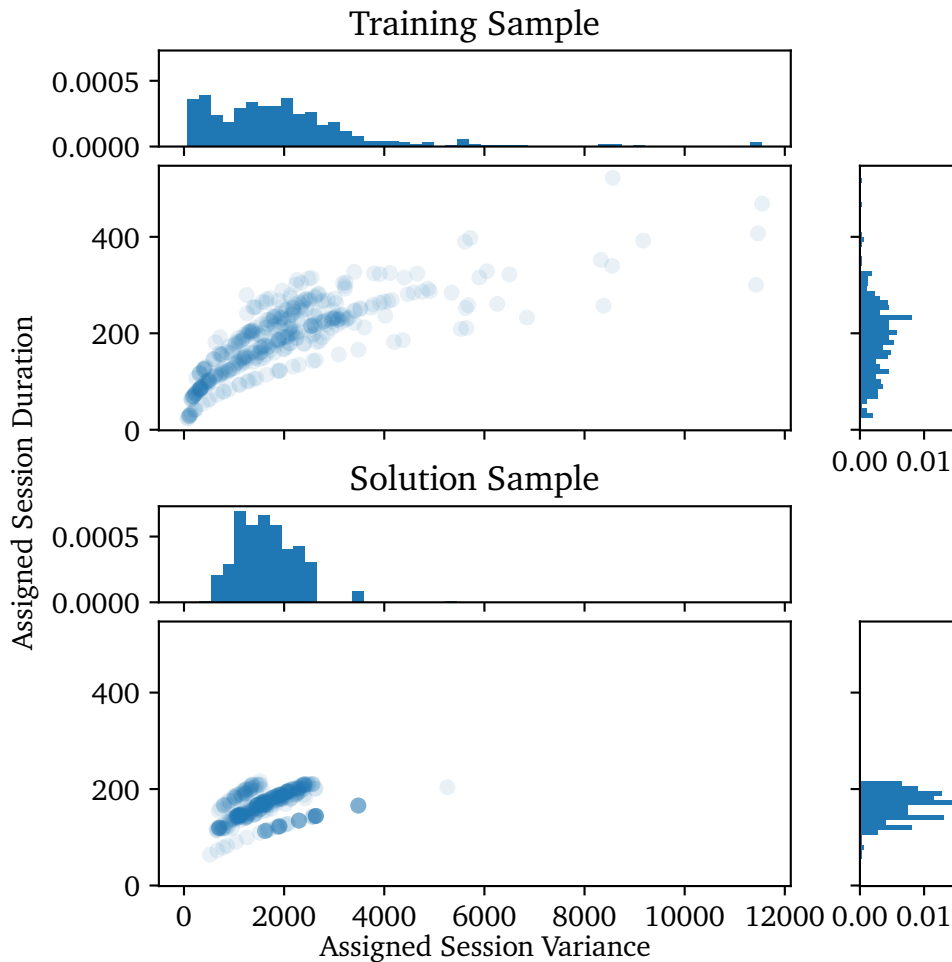 Training Sample
0.0005
0.0000
400
200
0
0.00 0.01
Assigned Session Duration
Solution Sample
0.0005
0.0000
400
200
0
0 2000 4000 6000 8000 10000 12000 0.00 0.01
Assigned Session Variance